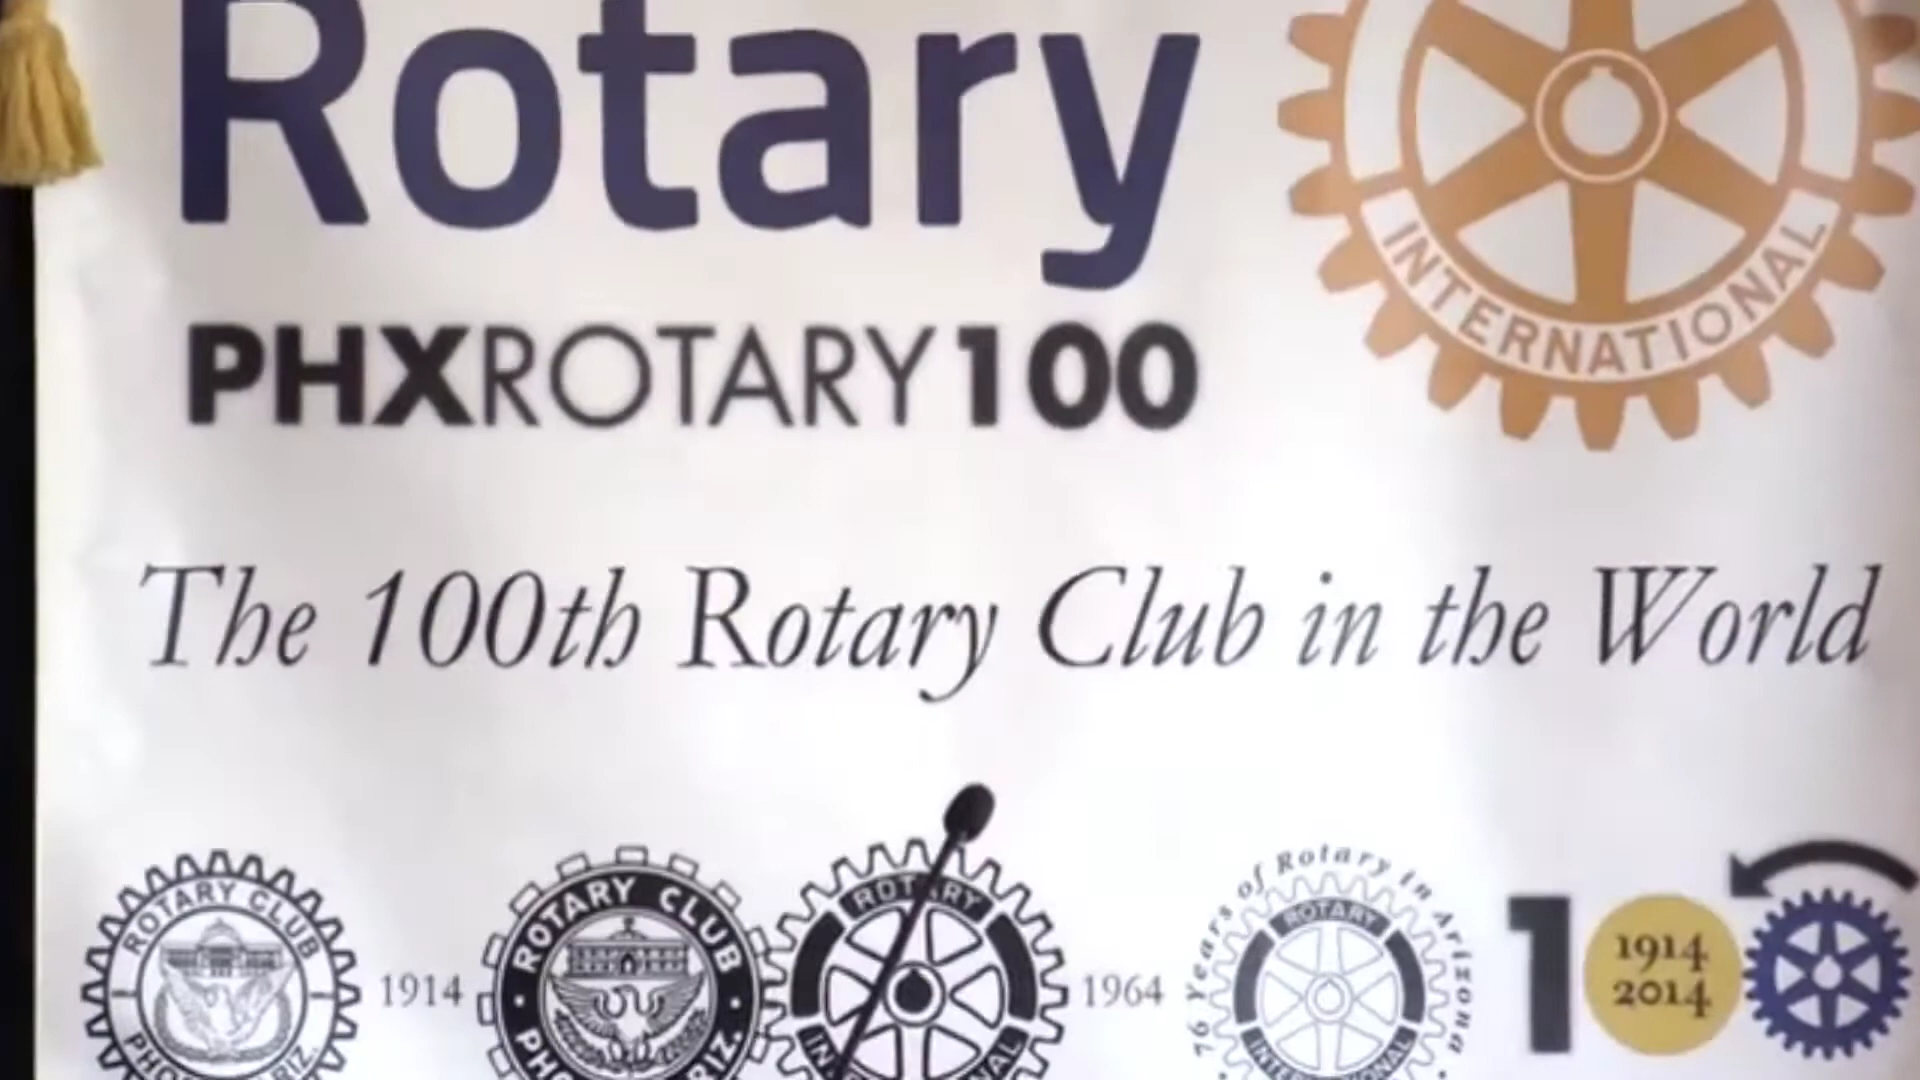 Rotary
INTERNATIONAL
PHXROTARY100
The 100th Rotary Club in the World
ROTARY CLUB
1914
ROTARY CLUB
ROTARY
1964
76 Years of Rotary in Arizona
ROTARY
INTERNATIONAL
100
1914
2014